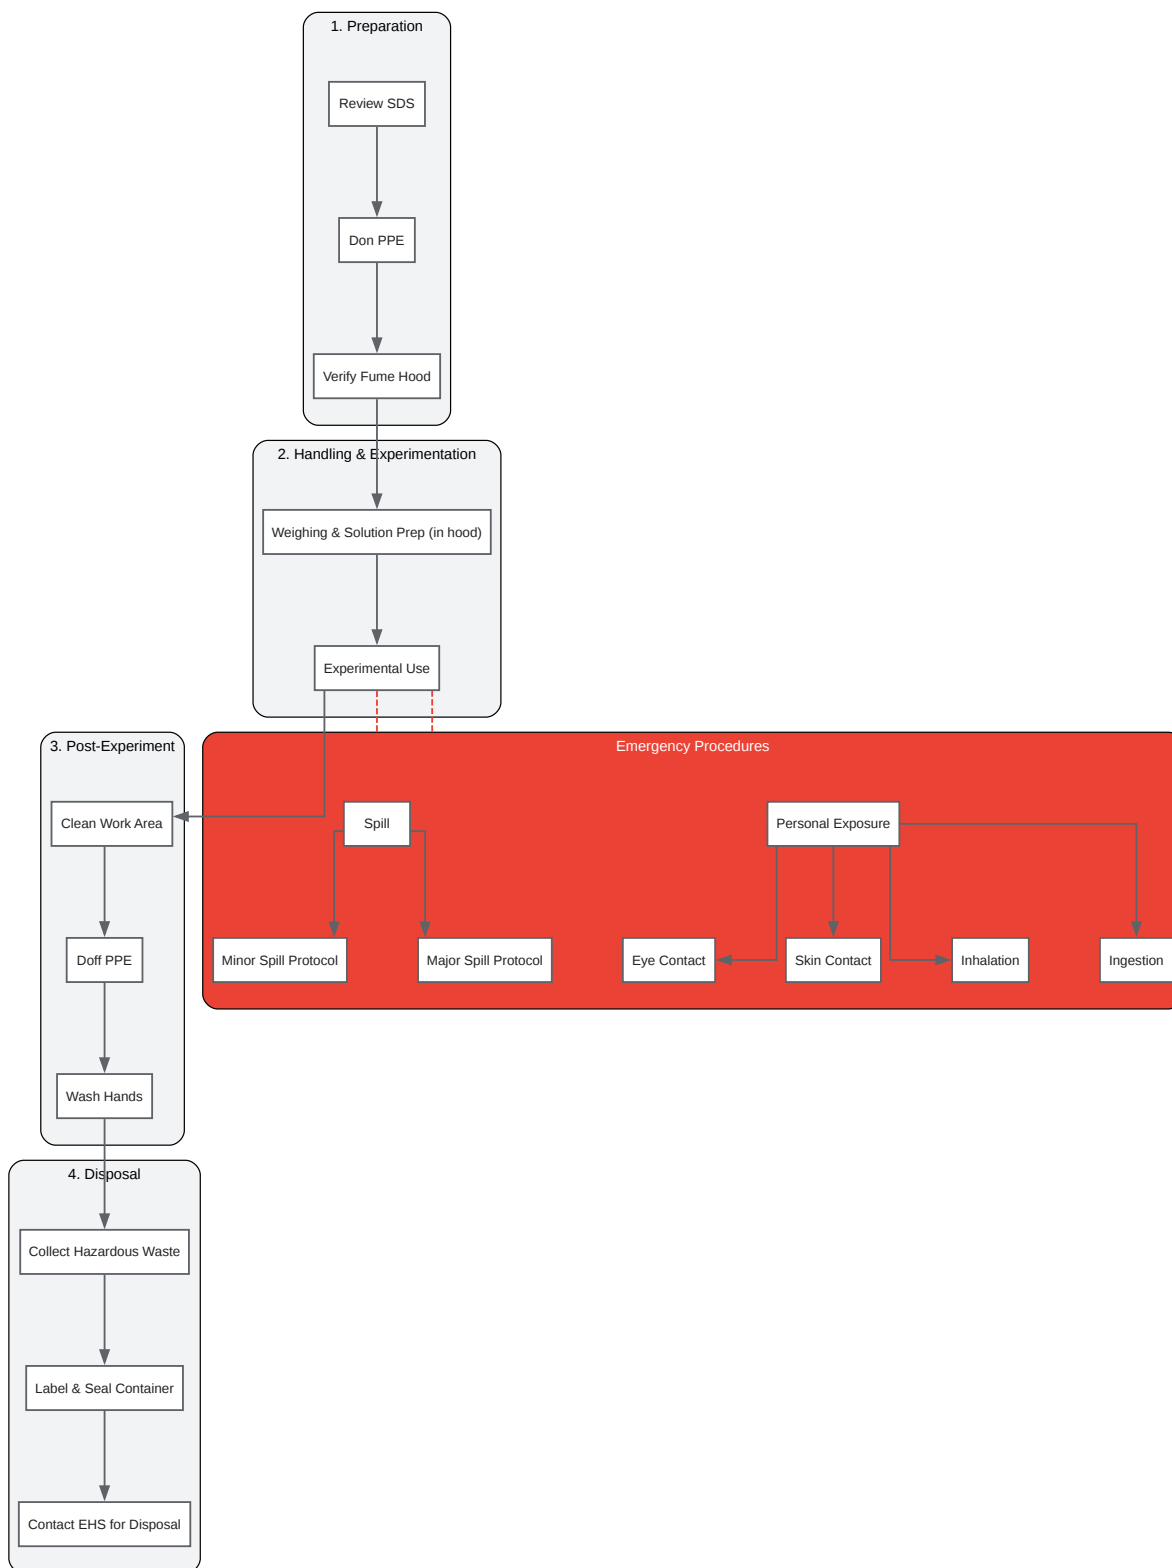 1. Preparation
Review SDS
Don PPE
Verify Fume Hood
2. Handling & Experimentation
Weighing & Solution Prep (in hood)
Experimental Use
3. Post-Experiment
Emergency Procedures
Clean Work Area
Spill
Personal Exposure
Doff PPE
Minor Spill Protocol
Major Spill Protocol
Eye Contact
Skin Contact
Inhalation
Ingestion
Wash Hands
4. Disposal
Collect Hazardous Waste
Label & Seal Container
Contact EHS for Disposal